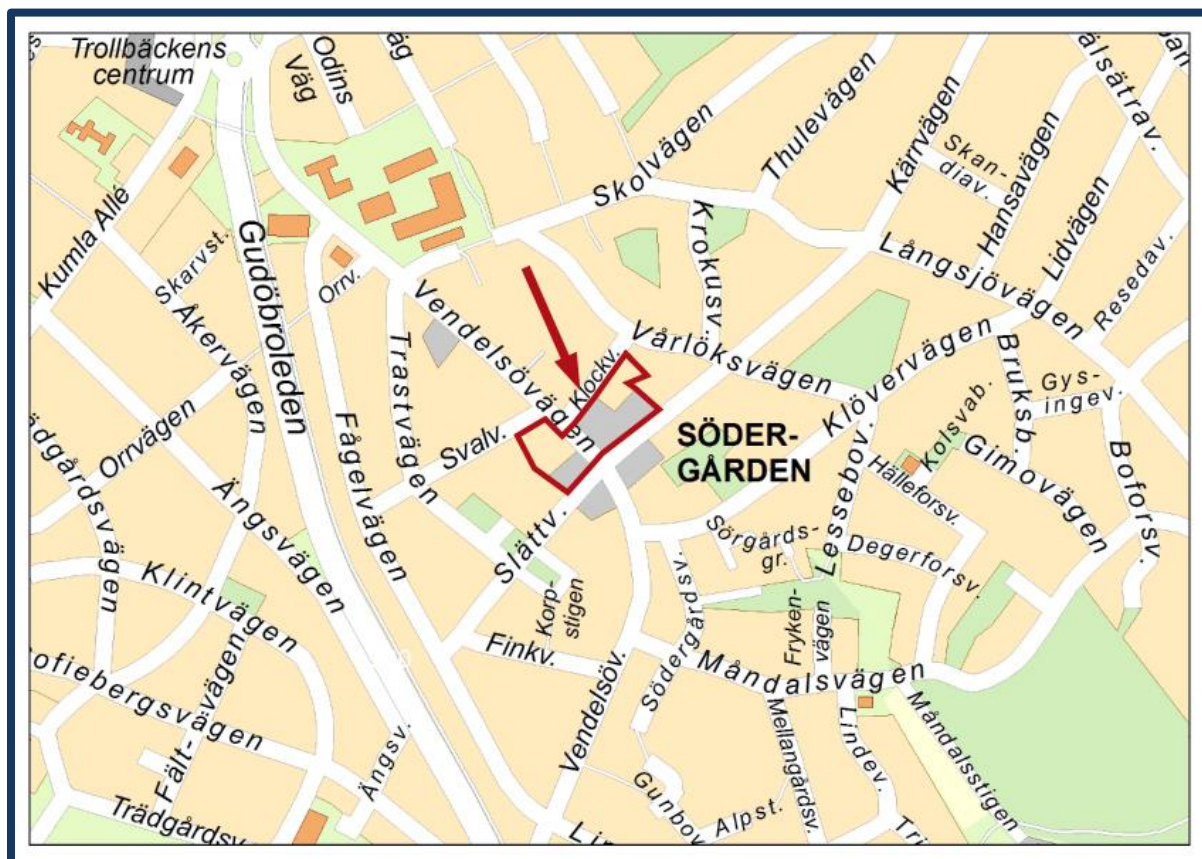 Trollbäckens
centrum
Odins
Väg
väg
Skolvägen
Thulevägen
Kärrvägen
Skan-
diav.
Hansavägen
Lidvägen
Resedav.
Långsjövägen
Kumla Allé
Skarvst.
Åkervägen
Gudöbroleden
Orrv.
Orrvägen
Ängsvägen
Fågelvägen
Trastvägen
Vendelsövägen
Svalv.
Klockv.
Krokusv.
Vårlöksvägen
Klövervägen
Bruksb.
Gys-
ingev.
Boforsv.
Kolsvab.
Gimovägen
Hälleforsv.
Lessebov.
Degerforsv.
SÖDER-
GÅRDEN
Sörgårds-
gr.
Slättv.
Korp-
stigen
Finkv.
Södergårdsv.
Fryken-
vägen
Måndalsvägen
Måndalsstigen
Mellangårdsv.
Lindev.
Vendelsöv.
Alpst.
Klintvägen
Fält-
vägen
Ängsv.